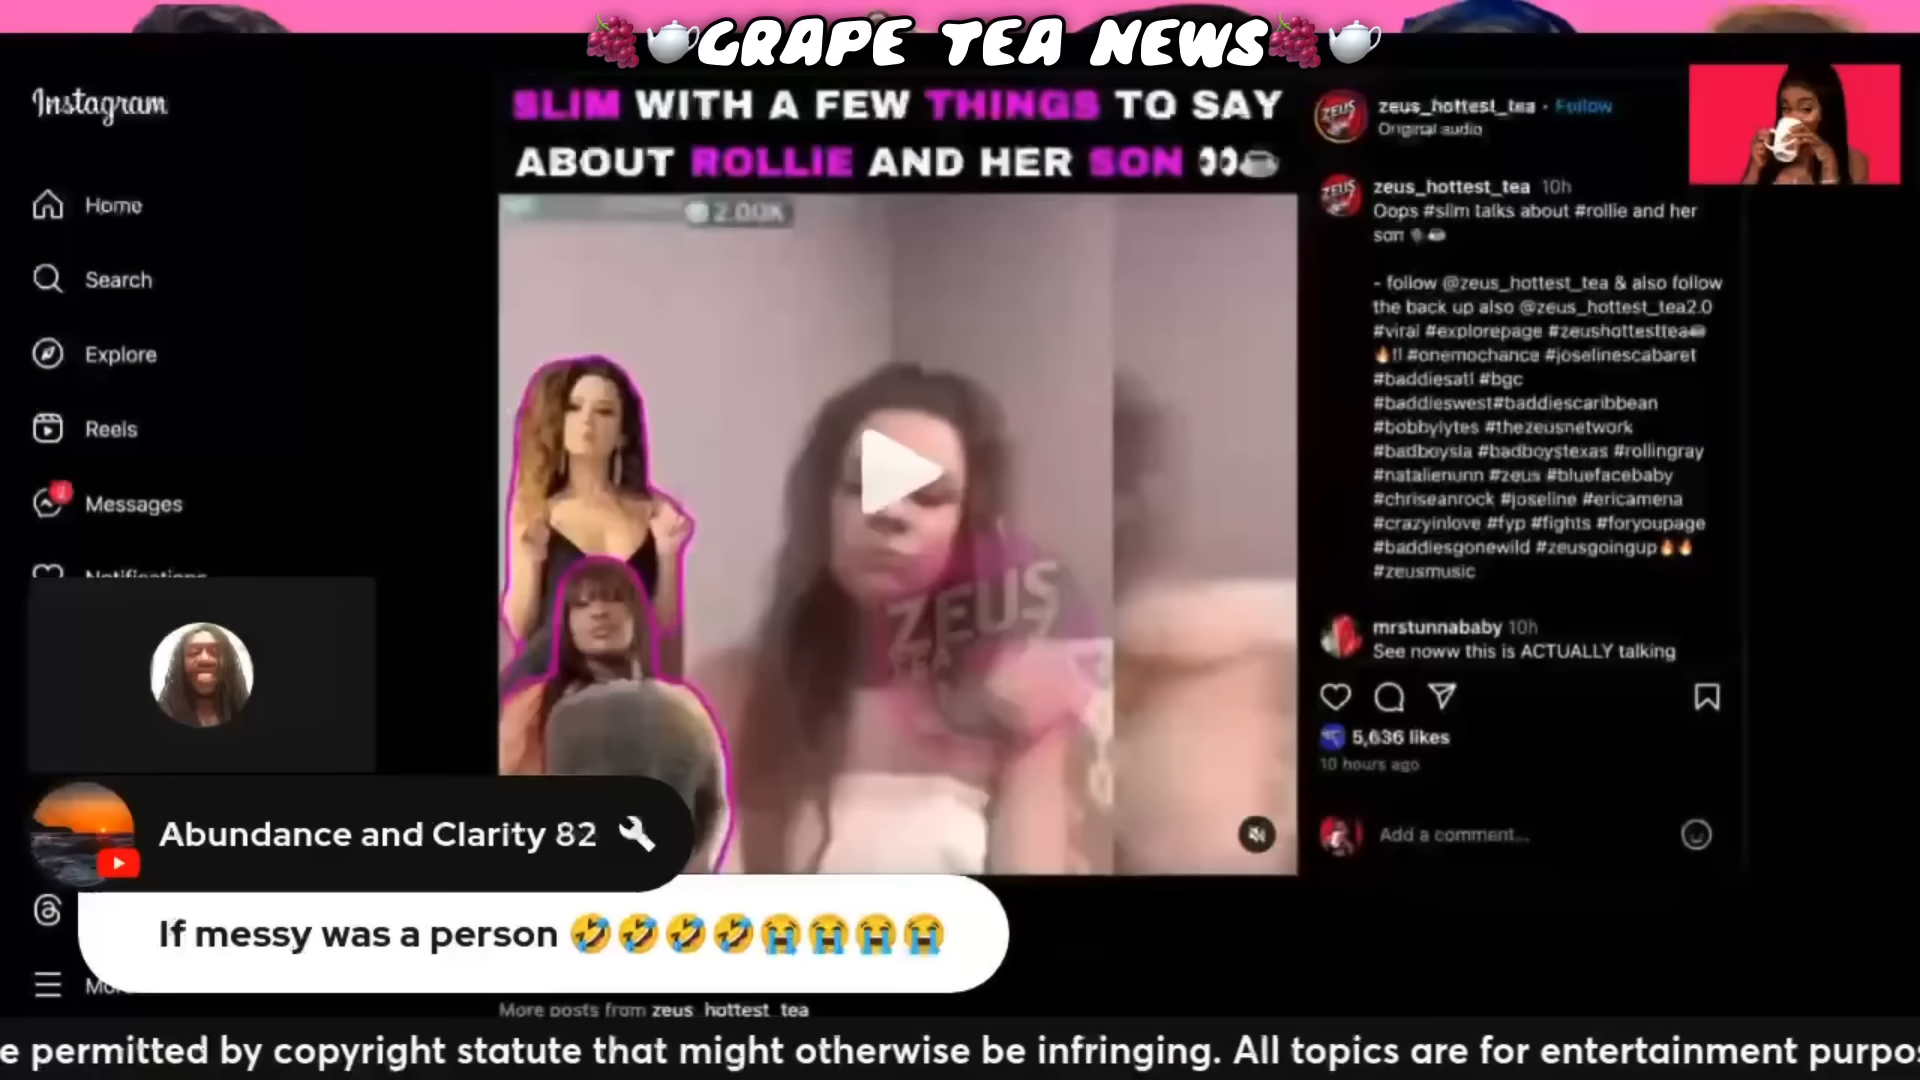 GRAPE TEA NEWS
Instagram
Home
Search
Explore
Reels
Messages
2
Notifications
SLIM WITH A FEW THINGS TO SAY
ABOUT ROLLIE AND HER SON 👀☕
2.00K
ZEUS
TEA
zeus_hottest_tea · Follow
Original audio
zeus_hottest_tea 10h
Oops #slim talks about #rollie and her
son
- follow @zeus_hottest_tea & also follow
the back up also @zeus_hottest_tea2.0
#viral #explorepage #zeushottesttea☕
🔥!! #onemochance #joselinescabaret
#baddiesatl #bgc
#baddieswest#baddiescaribbean
#bobbylytes #thezeusnetwork
#badboysla #badboystexas #rollingray
#natalienunn #zeus #bluefacebaby
#chriseanrock #joseline #ericamena
#crazyinlove #fyp #fights #foryoupage
#baddiesgonewild #zeusgoingup🔥🔥
#zeusmusic
mrstunnababy 10h
See noww this is ACTUALLY talking
5,636 likes
10 hours ago
Add a comment...
Abundance and Clarity 82
If messy was a person 🤣🤣🤣🤣😭😭😭😭
More posts from zeus_hottest_tea
e permitted by copyright statute that might otherwise be infringing. All topics are for entertainment purpos